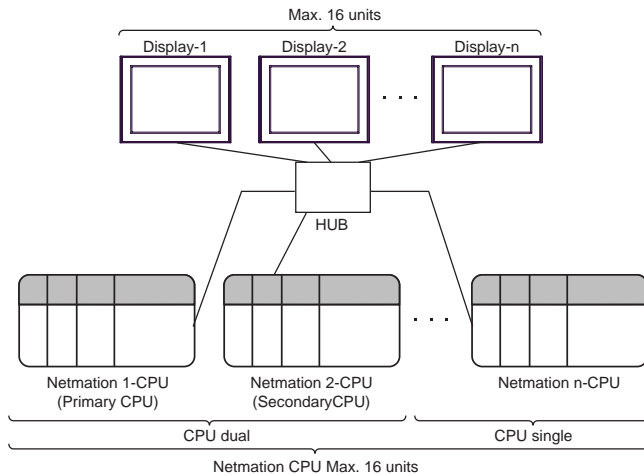 Max. 16 units
Display-1
Display-2
Display-n
HUB
Netmation 1-CPU
(Primary CPU)
Netmation 2-CPU
(SecondaryCPU)
Netmation n-CPU
CPU dual
CPU single
Netmation CPU Max. 16 units